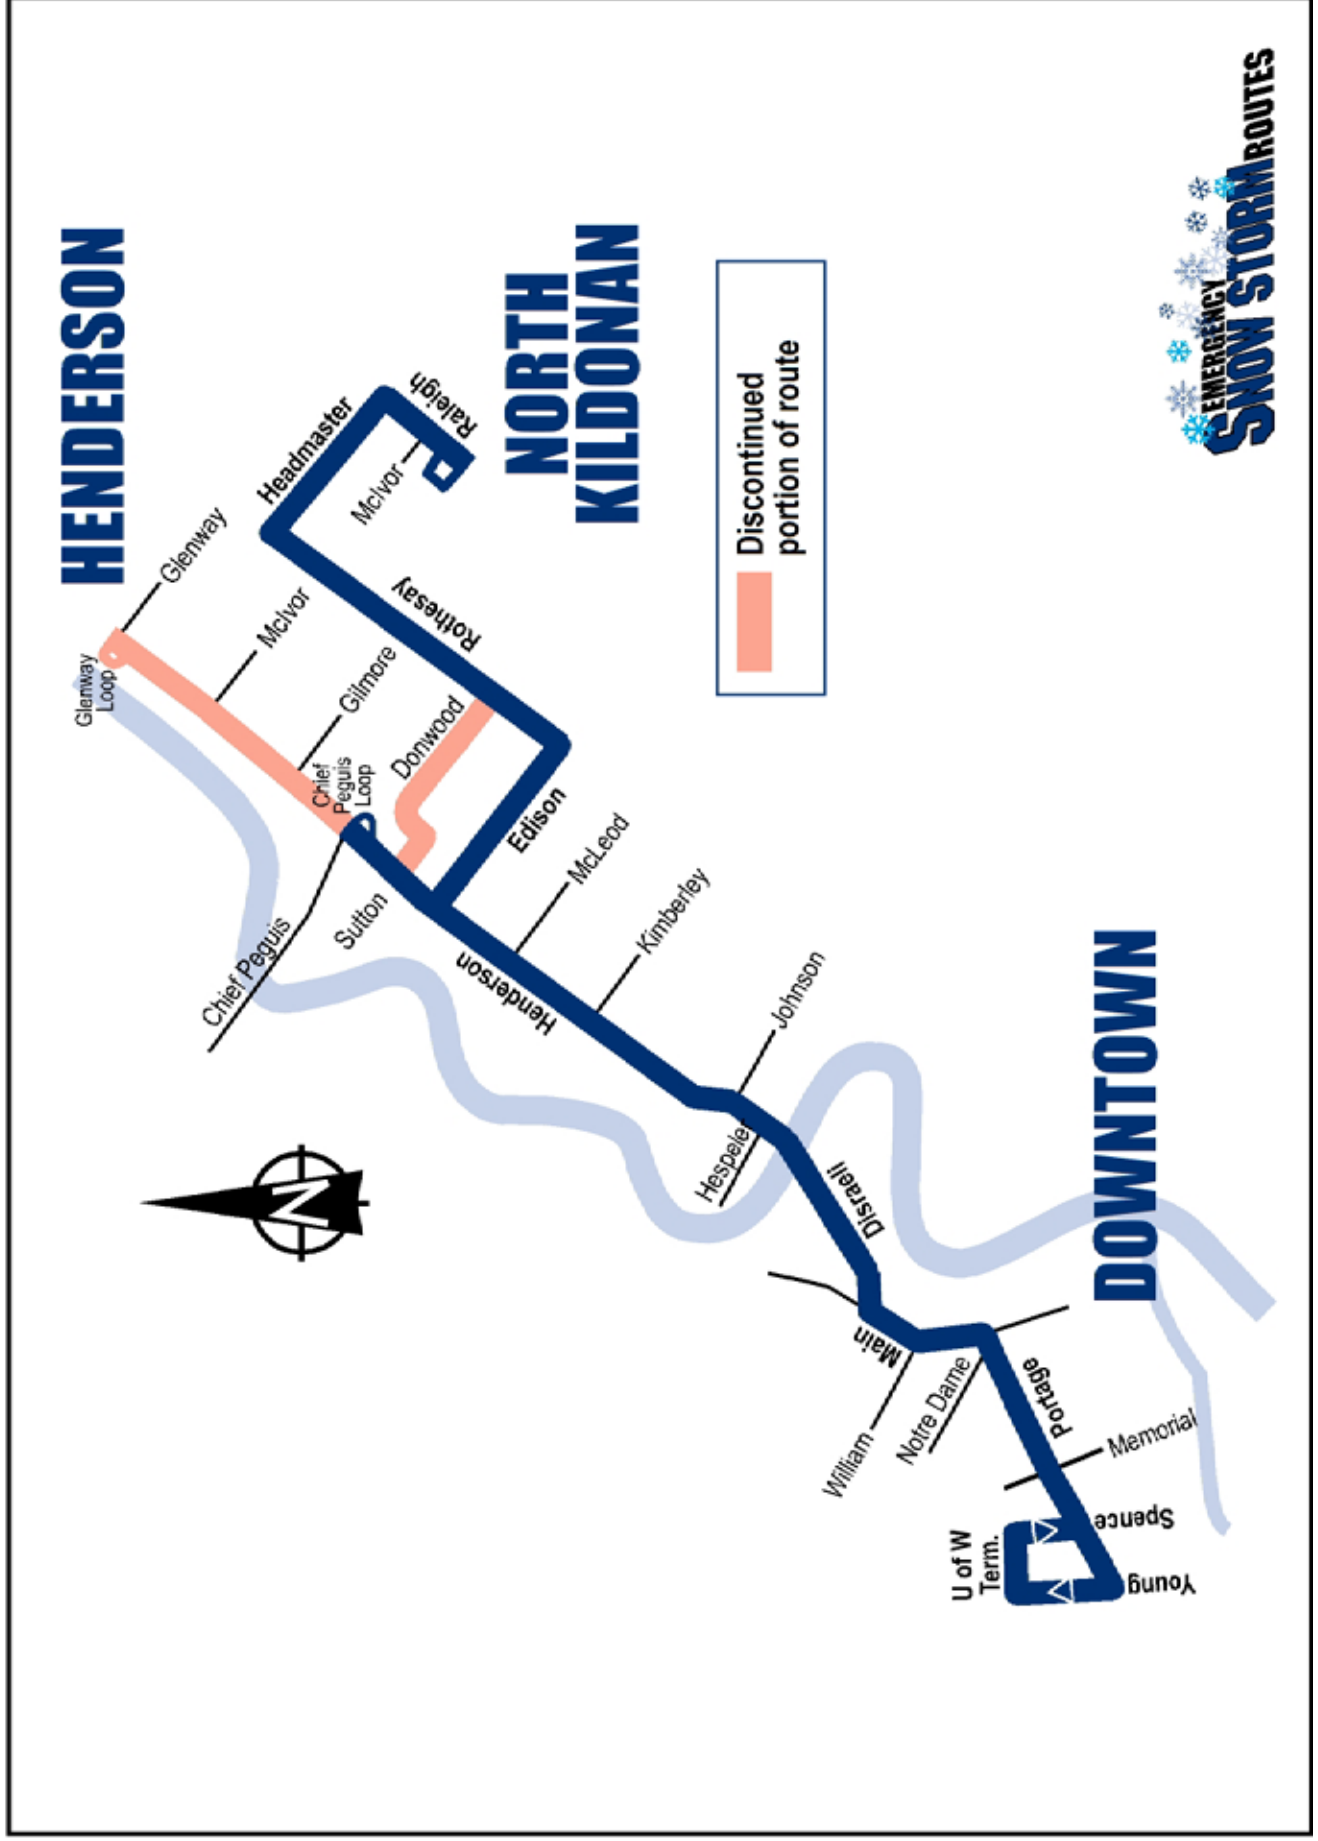 HENDERSON
Glenway
Loop
Glenway
McIvor
Gilmore
Chief
Peguis
Loop
Chief Peguis
Sutton
Donwood
Headmaster
Raleigh
McIvor
Rothesay
NORTH
KILDONAN
Edison
McLeod
Kimberley
Henderson
Johnson
Hespeler
Disraeli
Main
William
Notre Dame
Portage
Memorial
Spence
Young
U of W
Term.
DOWNTOWN
N
Discontinued
portion of route
EMERGENCY
SNOW STORM ROUTES